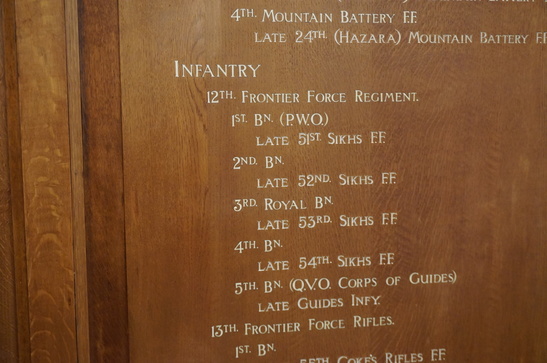 4TH. MOUNTAIN BATTERY F.F.
LATE 24TH. (HAZARA) MOUNTAIN BATTERY F.F.
INFANTRY
12TH. FRONTIER FORCE REGIMENT.
1ST. BN. (P.W.O.)
LATE 51ST. SIKHS F.F.
2ND. BN.
LATE 52ND. SIKHS F.F.
3RD. ROYAL BN.
LATE 53RD. SIKHS F.F.
4TH. BN.
LATE 54TH. SIKHS F.F.
5TH. BN (Q.V.O. CORPS OF GUIDES)
LATE GUIDES INFY.
13TH. FRONTIER FORCE RIFLES.
1ST. BN.
55TH. COKE'S RIFLES F.F.